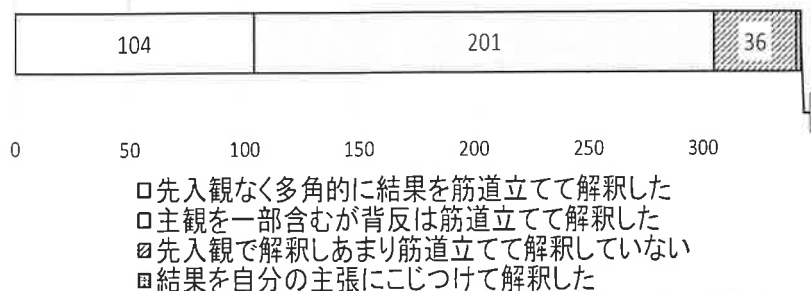 104 201 36
0 50 100 150 200 250 300
先入観なく多角的に結果を筋道立てて解釈した
主観を一部含むが背反は筋道立てて解釈した
先入観で解釈しあまり筋道立てて解釈していない
結果を自分の主張にこじつけて解釈した